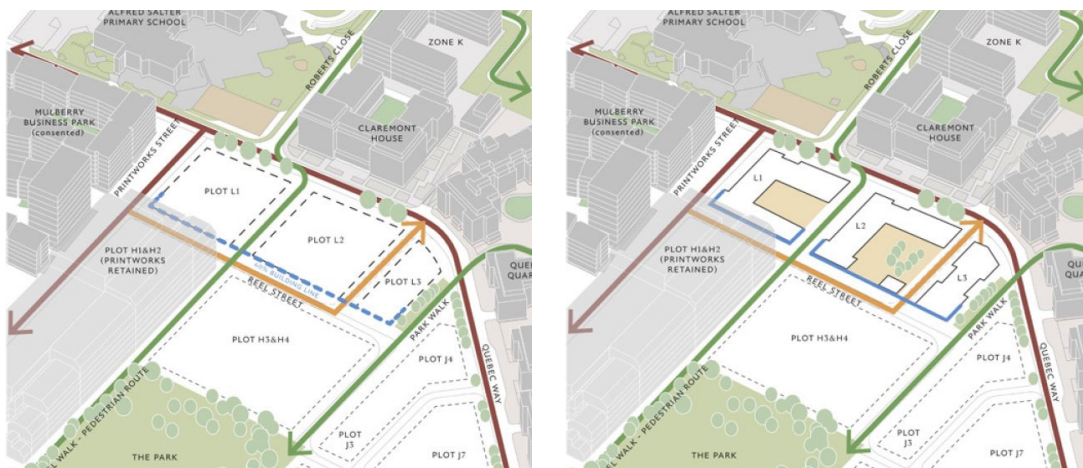 ALFRED SALTER
PRIMARY SCHOOL
ROBERTS CLOSE
ZONE K
MULBERRY
BUSINESS PARK
(consented)
PRINTWORKS STREET
CLAREMONT
HOUSE
PLOT L1
PLOT L2
PLOT L3
PLOT H1&H2
(PRINTWORKS
RETAINED)
BUILDING LINE
REEL STREET
PARK WALK
QUEBEC WAY
PLOT H3&H4
PLOT J4
PLOT
J3
PLOT J7
WALK - PEDESTRIAN ROUTE
THE PARK
ALFRED SALTER
PRIMARY SCHOOL
ROBERTS CLOSE
ZONE K
MULBERRY
BUSINESS PARK
(consented)
PRINTWORKS STREET
CLAREMONT
HOUSE
L1
L2
L3
PLOT H1&H2
(PRINTWORKS
RETAINED)
REEL STREET
PARK WALK
QUEBEC WAY
PLOT H3&H4
PLOT J4
PLOT
J3
PLOT J7
WALK - PEDESTRIAN ROUTE
THE PARK